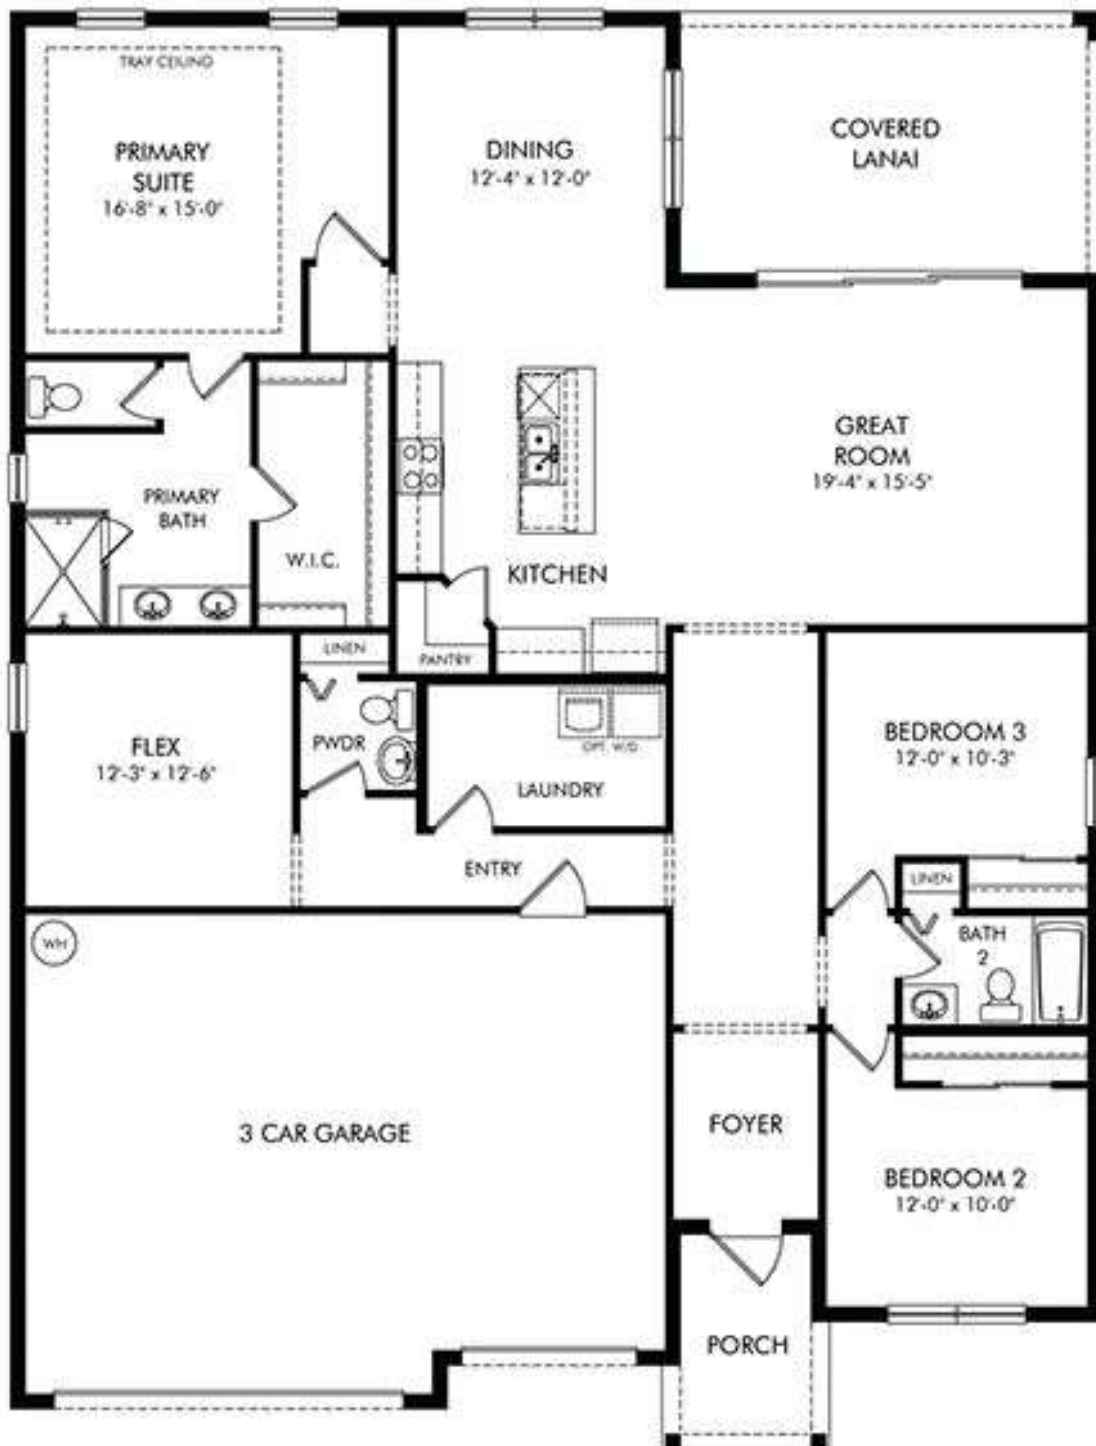 TRAY CEILING
PRIMARY
SUITE
16'-8" x 15'-0"
DINING
12'-4" x 12'-0"
COVERED
LANAI
GREAT
ROOM
19'-4" x 15'-5"
PRIMARY
BATH
W.I.C.
KITCHEN
PANTRY
LINEN
FLEX
12'-3" x 12'-6"
PWDR
OPT. W/D
LAUNDRY
BEDROOM 3
12'-0" x 10'-3"
ENTRY
LINEN
WH
BATH
2
3 CAR GARAGE
FOYER
BEDROOM 2
12'-0" x 10'-0"
PORCH